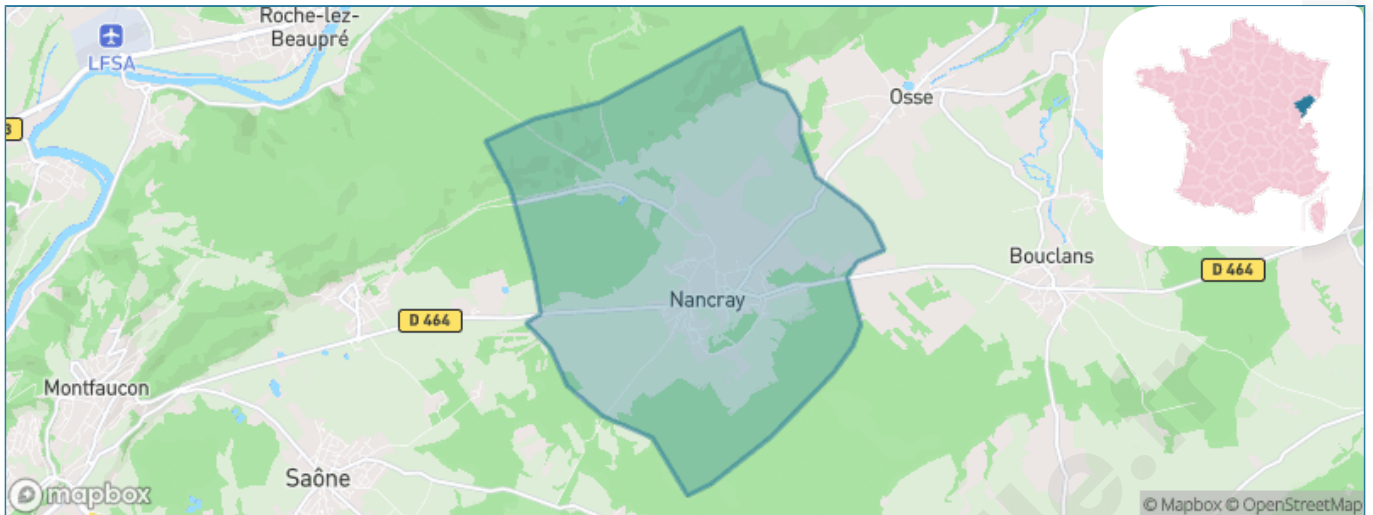 Roche-lez-
Beaupré
LFSA
Osse
3
Bouclans
D 464
Nancray
D 464
Montfaucon
Saône
mapbox
© Mapbox © OpenStreetMap